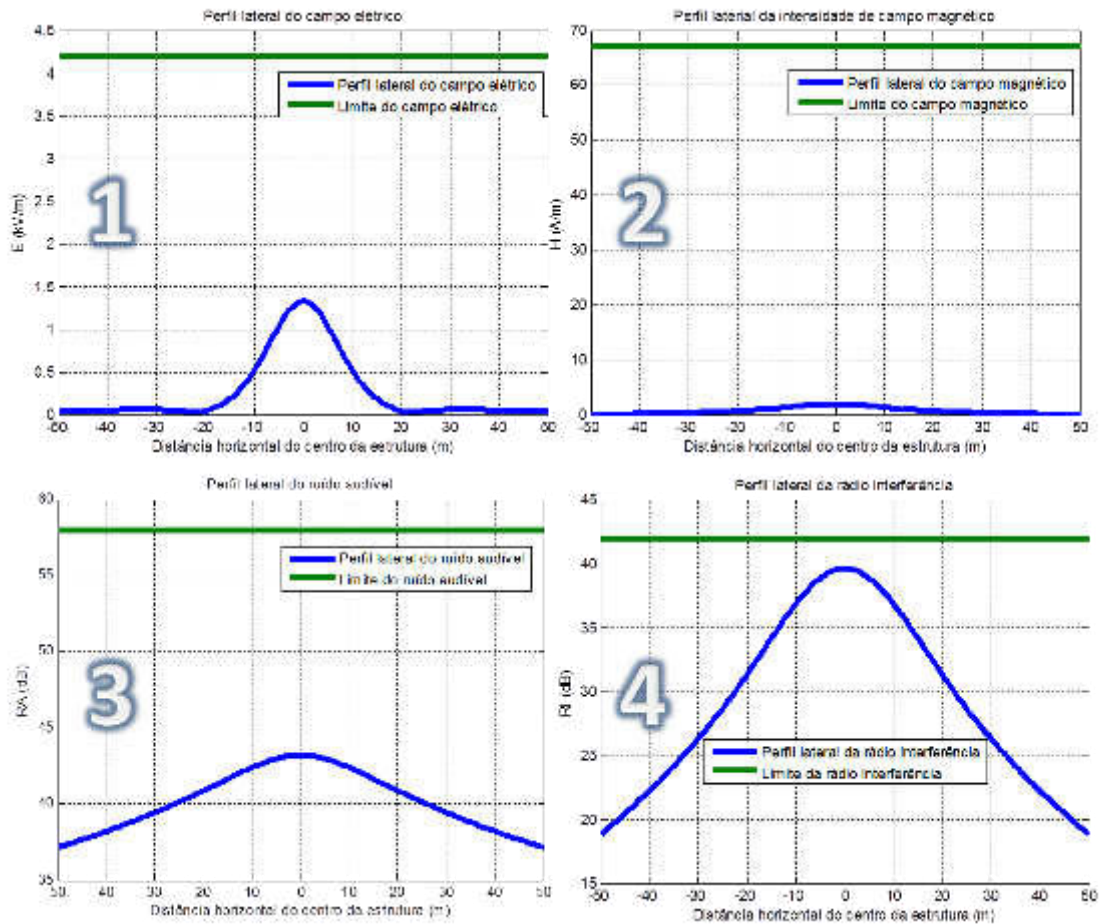 Perfil lateral do campo elétrico
4.5
4
3.5
3
2.5
2
1.5
1
0.5
0
E (kV/m)
Perfil lateral do campo elétrico
Limite do campo elétrico
1
-50 -40 -30 -20 -10 0 10 20 30 40 50
Distância horizontal do centro da estrutura (m)
Perfil laterial da intensidade de campo magnético
70
60
50
40
30
20
10
0
H (A/m)
Perfil lateral do campo magnético
Limite do campo magnético
2
-50 -40 -30 -20 -10 0 10 20 30 40 50
Distância horizontal do centro da estrutura (m)
Perfil lateral do ruído audível
60
55
50
45
40
35
RA (dB)
Perfil lateral do ruído audível
Limite do ruído audível
3
-50 -40 -30 -20 -10 0 10 20 30 40 50
Distância horizontal do centro da estrutura (m)
Perfil lateral da rádio interferência
45
40
35
30
25
20
15
RI (dB)
Perfil lateral da rádio interferência
Limite da rádio interferência
4
-50 -40 -30 -20 -10 0 10 20 30 40 50
Distância horizontal do centro da estrutura (m)